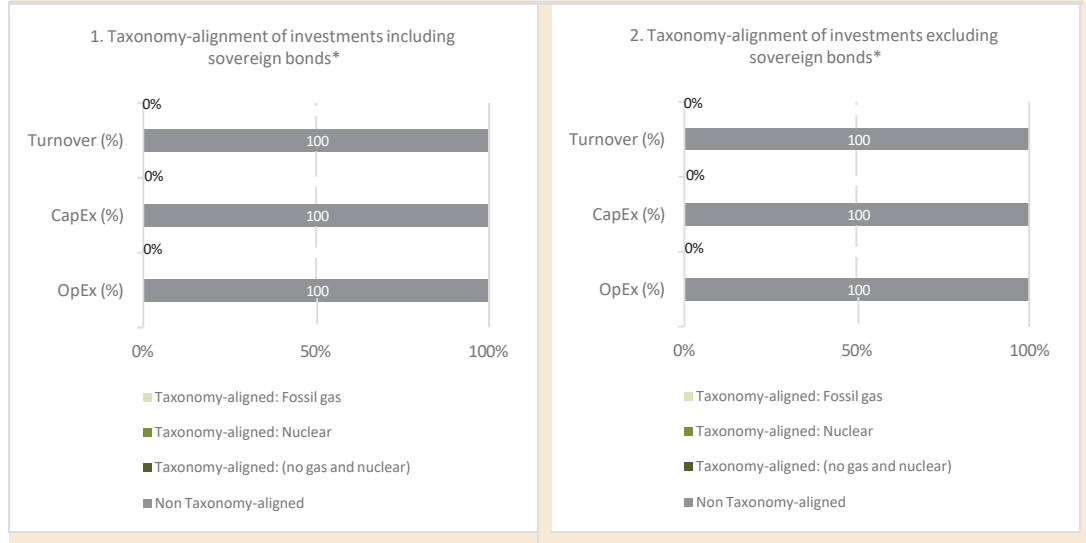 1. Taxonomy-alignment of investments including
sovereign bonds*
0%
Turnover (%)
100
0%
CapEx (%)
100
0%
OpEx (%)
100
0%
50%
100%
Taxonomy-aligned: Fossil gas
Taxonomy-aligned: Nuclear
Taxonomy-aligned: (no gas and nuclear)
Non Taxonomy-aligned
2. Taxonomy-alignment of investments excluding
sovereign bonds*
0%
Turnover (%)
100
0%
CapEx (%)
100
0%
OpEx (%)
100
0%
50%
100%
Taxonomy-aligned: Fossil gas
Taxonomy-aligned: Nuclear
Taxonomy-aligned: (no gas and nuclear)
Non Taxonomy-aligned